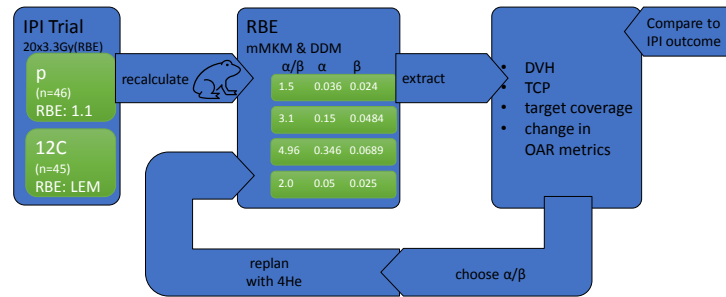 IPI Trial
20x3.3Gy(RBE)
p
(n=46)
RBE: 1.1
12C
(n=45)
RBE: LEM
recalculate
RBE
mMKM & DDM
α/β α β
1.5 0.036 0.024
3.1 0.15 0.0484
4.96 0.346 0.0689
2.0 0.05 0.025
extract
• DVH
• TCP
• target coverage
• change in
OAR metrics
Compare to
IPI outcome
choose α/β
replan
with 4He